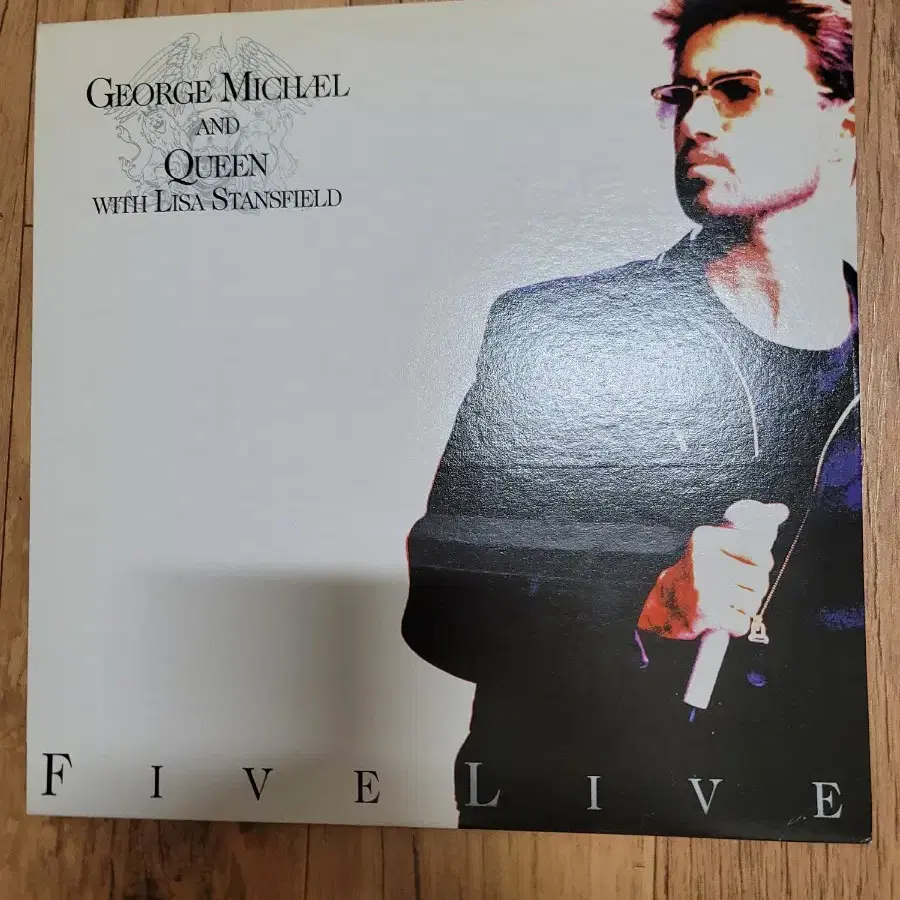 GEORGE MICHÆL
AND
QUEEN
WITH LISA STANSFIELD
FIVE LIVE